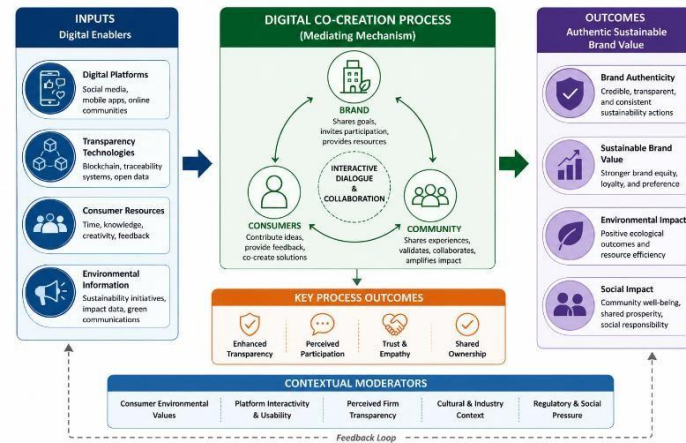 INPUTS
Digital Enablers
Digital Platforms
Social media,
mobile apps, online
communities
Transparency
Technologies
Blockchain, traceability
systems, open data
Consumer Resources
Time, knowledge,
creativity, feedback
Environmental
Information
Sustainability initiatives,
impact data, green
communications
DIGITAL CO-CREATION PROCESS
(Mediating Mechanism)
BRAND
Shares goals,
invites participation,
provides resources
INTERACTIVE
DIALOGUE
&
COLLABORATION
CONSUMERS
Contribute ideas,
provide feedback,
co-create solutions
COMMUNITY
Shares experiences,
validates, collaborates,
amplifies impact
KEY PROCESS OUTCOMES
Enhanced
Transparency
Perceived
Participation
Trust &
Empathy
Shared
Ownership
OUTCOMES
Authentic Sustainable
Brand Value
Brand Authenticity
Credible, transparent,
and consistent
sustainability actions
Sustainable Brand
Value
Stronger brand equity,
loyalty, and preference
Environmental Impact
Positive ecological
outcomes and
resource efficiency
Social Impact
Community well-being,
shared prosperity,
social responsibility
CONTEXTUAL MODERATORS
Consumer Environmental
Values
Platform Interactivity
& Usability
Perceived Firm
Transparency
Cultural & Industry
Context
Regulatory & Social
Pressure
Feedback Loop